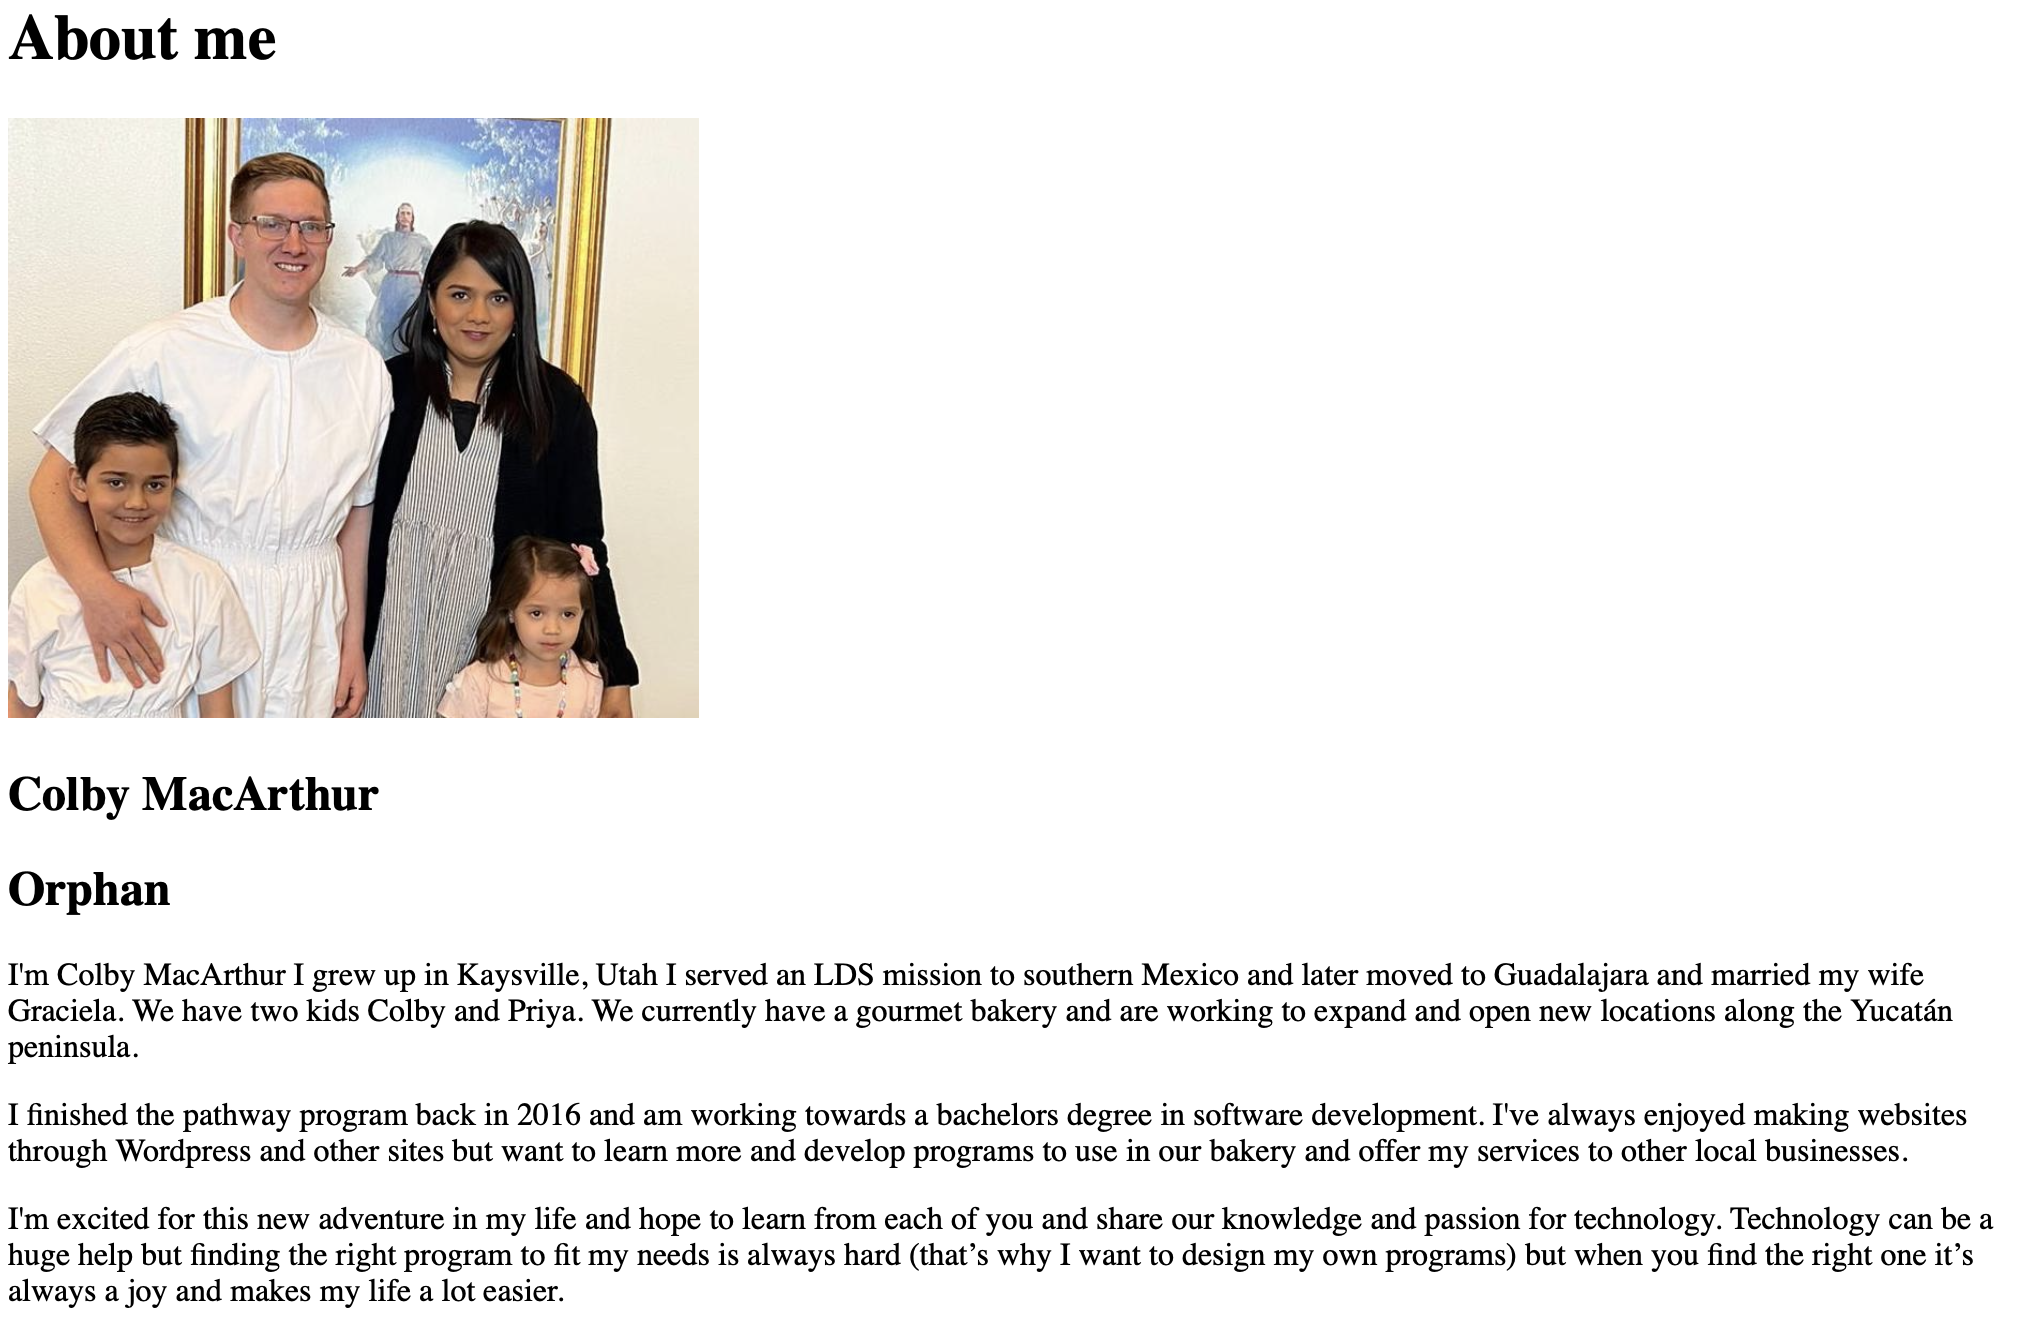 About me
Colby MacArthur
Orphan
I'm Colby MacArthur I grew up in Kaysville, Utah I served an LDS mission to southern Mexico and later moved to Guadalajara and married my wife
Graciela. We have two kids Colby and Priya. We currently have a gourmet bakery and are working to expand and open new locations along the Yucatán
peninsula.
I finished the pathway program back in 2016 and am working towards a bachelors degree in software development. I've always enjoyed making websites
through Wordpress and other sites but want to learn more and develop programs to use in our bakery and offer my services to other local businesses.
I'm excited for this new adventure in my life and hope to learn from each of you and share our knowledge and passion for technology. Technology can be a
huge help but finding the right program to fit my needs is always hard (that’s why I want to design my own programs) but when you find the right one it’s
always a joy and makes my life a lot easier.